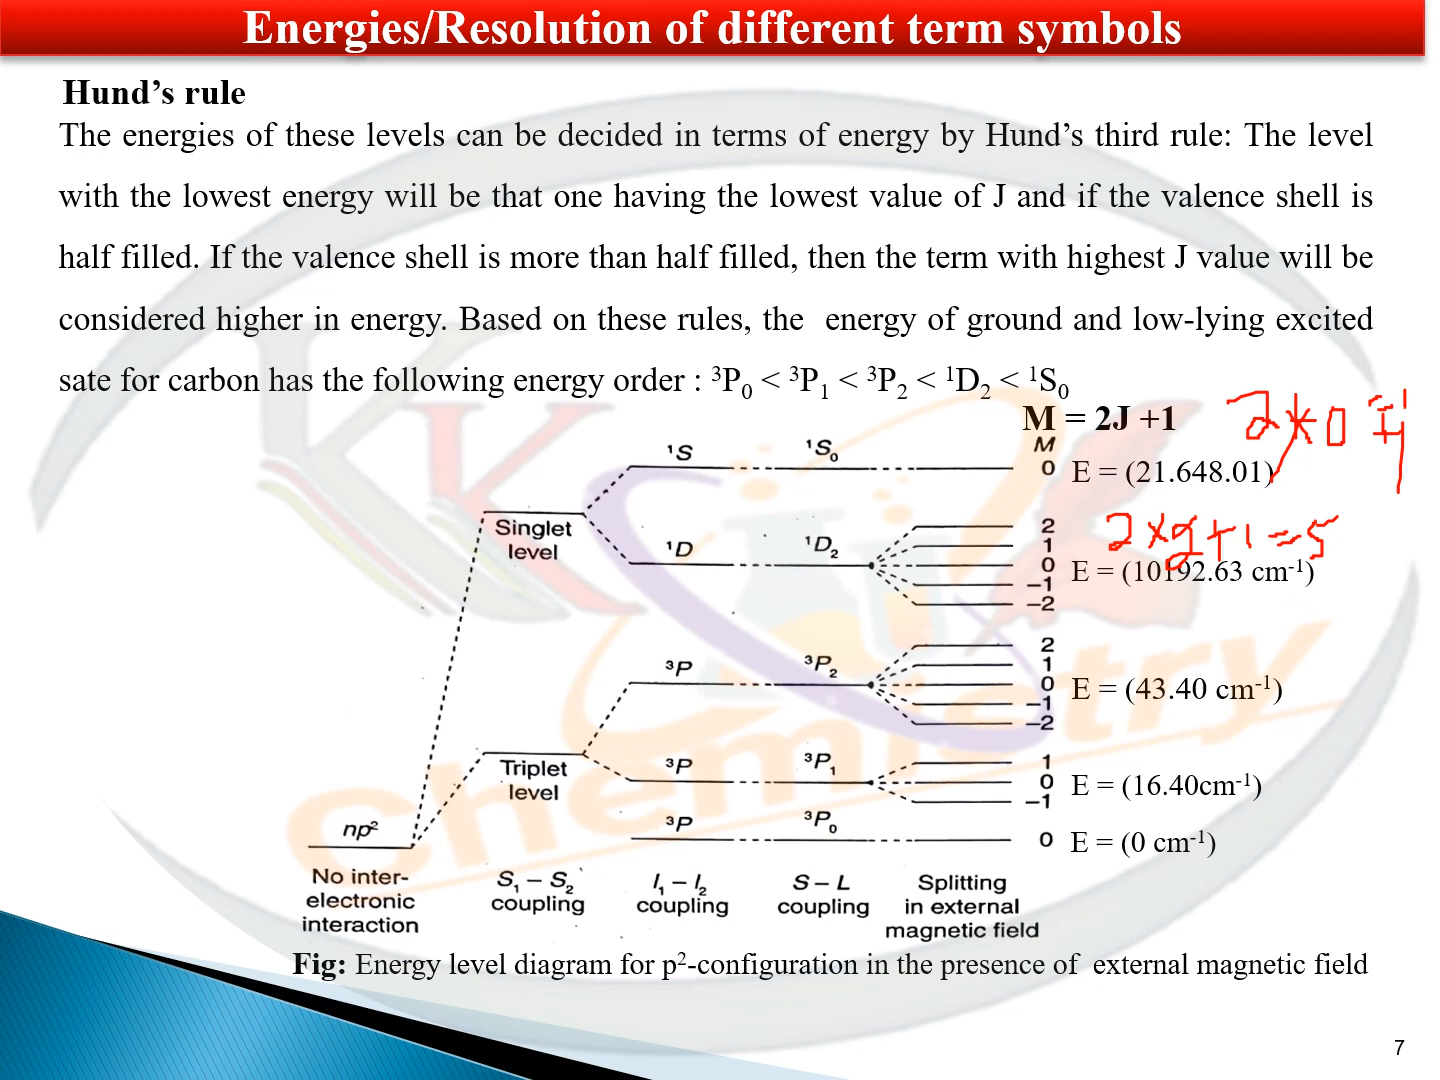 Energies/Resolution of different term symbols
Hund's rule
The energies of these levels can be decided in terms of energy by Hund's third rule: The level
with the lowest energy will be that one having the lowest value of J and if the valence shell is
half filled. If the valence shell is more than half filled, then the term with highest J value will be
considered higher in energy. Based on these rules, the energy of ground and low-lying excited
sate for carbon has the following energy order : ³P₀ < ³P₁ < ³P₂ < ¹D₂ < ¹S₀
M = 2J +1
¹S ¹S₀ M
0 E = (21.648.01)
Singlet
level
¹D ¹D₂
2
1
0 E = (10192.63 cm⁻¹)
−1
−2
2 × 2 + 1 = 5
³P ³P₂
2
1
0 E = (43.40 cm⁻¹)
−1
−2
Triplet
level
³P ³P₁
1
0 E = (16.40cm⁻¹)
−1
np²
³P ³P₀ 0 E = (0 cm⁻¹)
No inter-
electronic
interaction
S₁ – S₂
coupling
l₁ – l₂
coupling
S – L
coupling
Splitting
in external
magnetic field
Fig: Energy level diagram for p²-configuration in the presence of external magnetic field
7
Chemistry